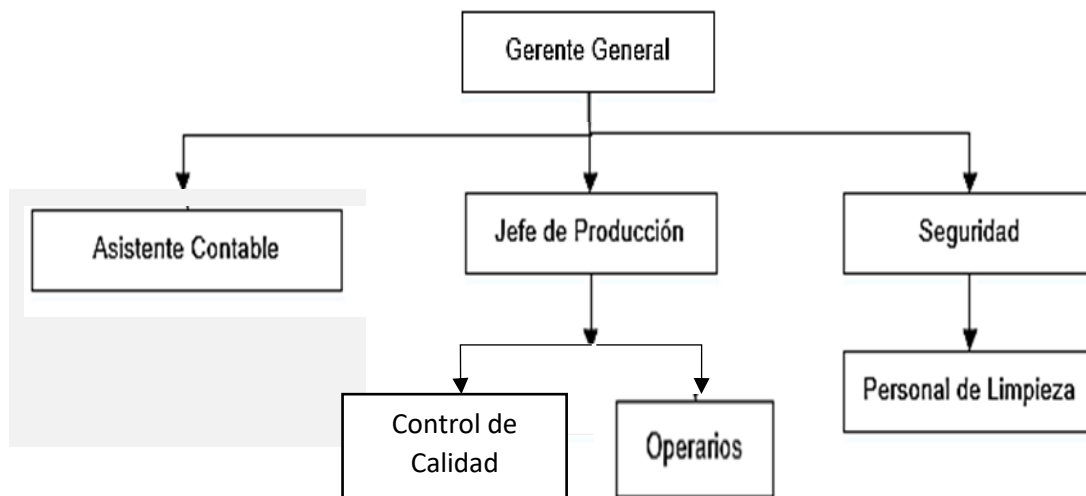 Gerente General
Asistente Contable
Jefe de Producción
Seguridad
Control de
Calidad
Operarios
Personal de Limpieza